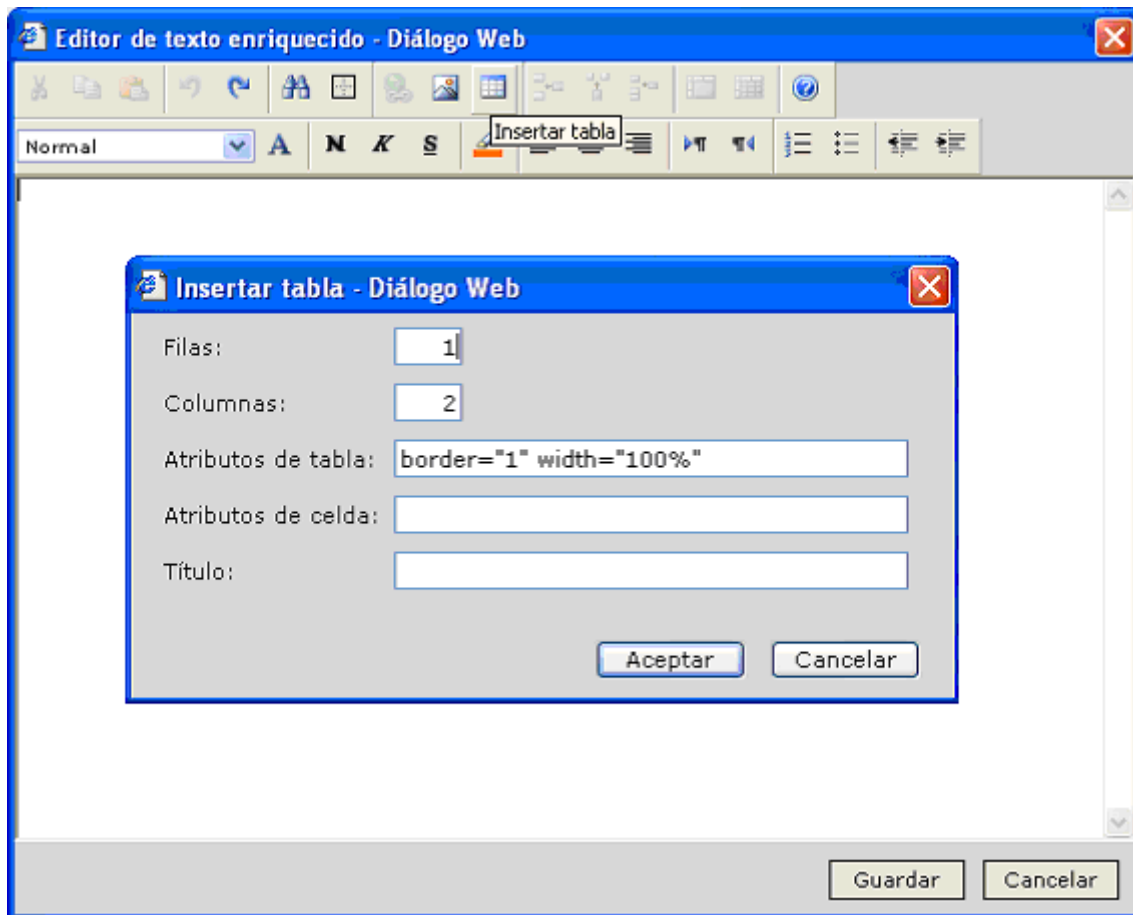 Editor de texto enriquecido - Diálogo Web
Insertar tabla
Normal A N K S
Insertar tabla - Diálogo Web
Filas: 1
Columnas: 2
Atributos de tabla: border="1" width="100%"
Atributos de celda:
Título:
Aceptar Cancelar
Guardar Cancelar